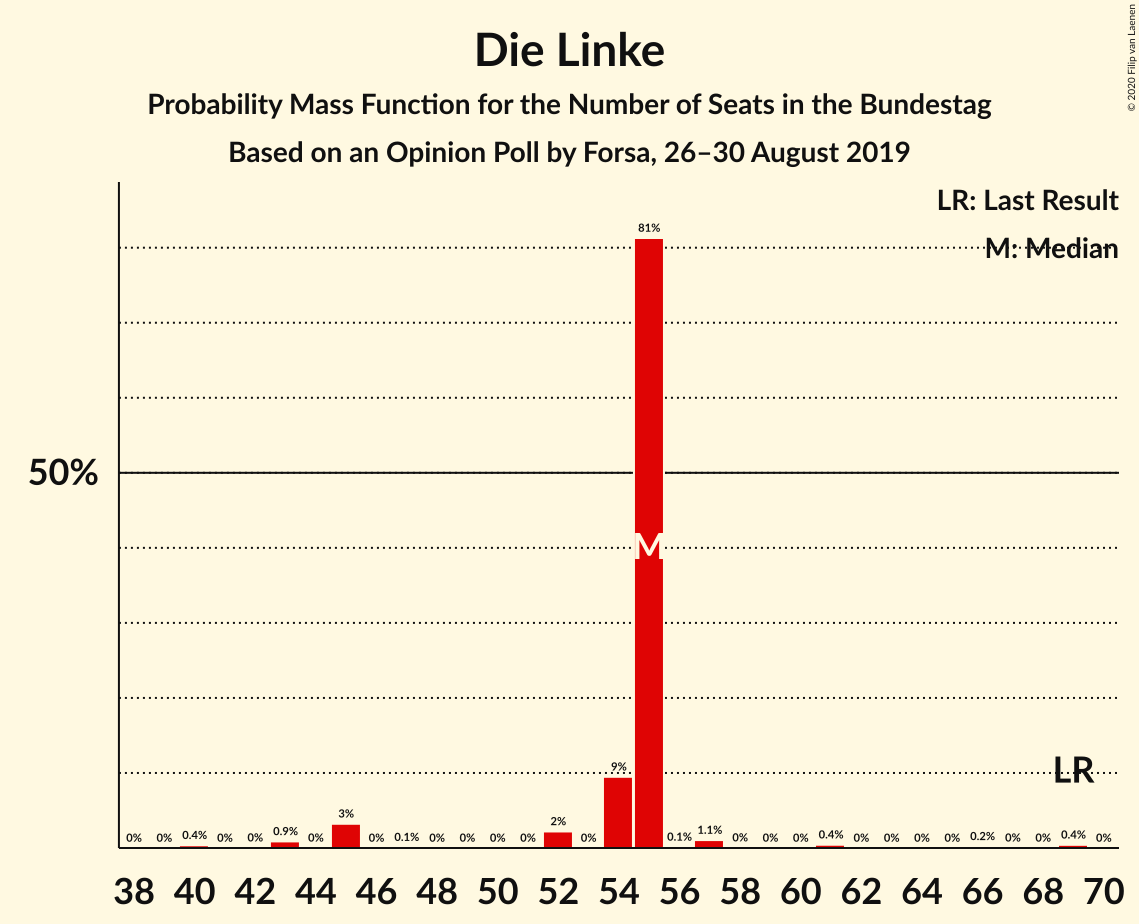 Die Linke
Probability Mass Function for the Number of Seats in the Bundestag
Based on an Opinion Poll by Forsa, 26–30 August 2019
© 2020 Filip van Laenen
LR: Last Result
M: Median
50%
0% 0% 0.4% 0% 0% 0.9% 0% 3% 0% 0.1% 0% 0% 0% 0% 2% 0% 9% 81% 0.1% 1.1% 0% 0% 0% 0.4% 0% 0% 0% 0% 0.2% 0% 0% 0.4% 0%
M
LR
38 40 42 44 46 48 50 52 54 56 58 60 62 64 66 68 70